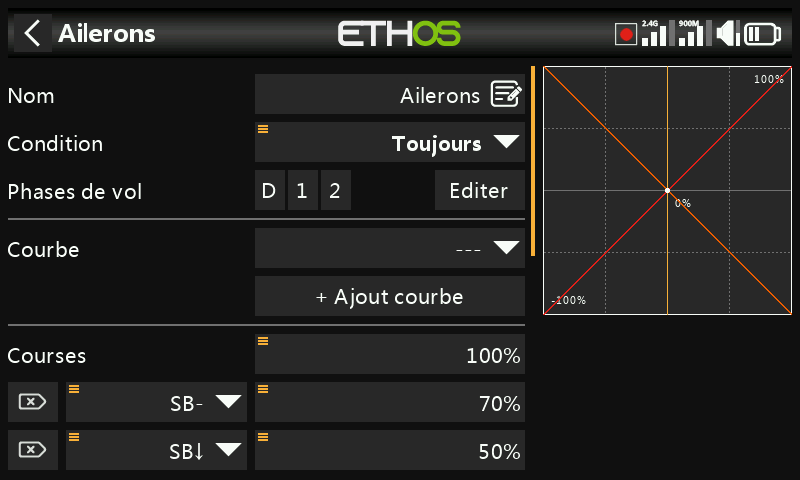 Ailerons
ETHOS
2.4G 900M
Nom Ailerons
Condition Toujours
Phases de vol D 1 2 Editer
Courbe ---
+ Ajout courbe
Courses 100%
SB- 70%
SB↓ 50%
100%
0%
-100%